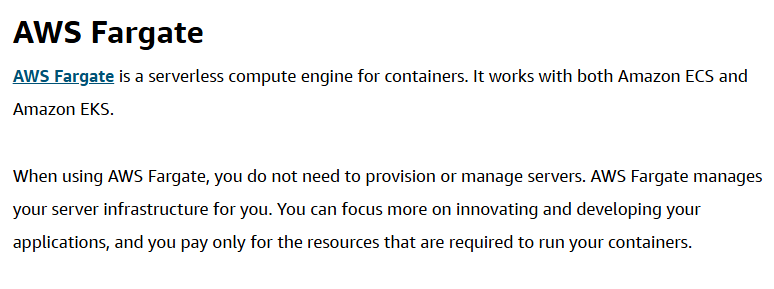 AWS Fargate
AWS Fargate is a serverless compute engine for containers. It works with both Amazon ECS and
Amazon EKS.
When using AWS Fargate, you do not need to provision or manage servers. AWS Fargate manages
your server infrastructure for you. You can focus more on innovating and developing your
applications, and you pay only for the resources that are required to run your containers.